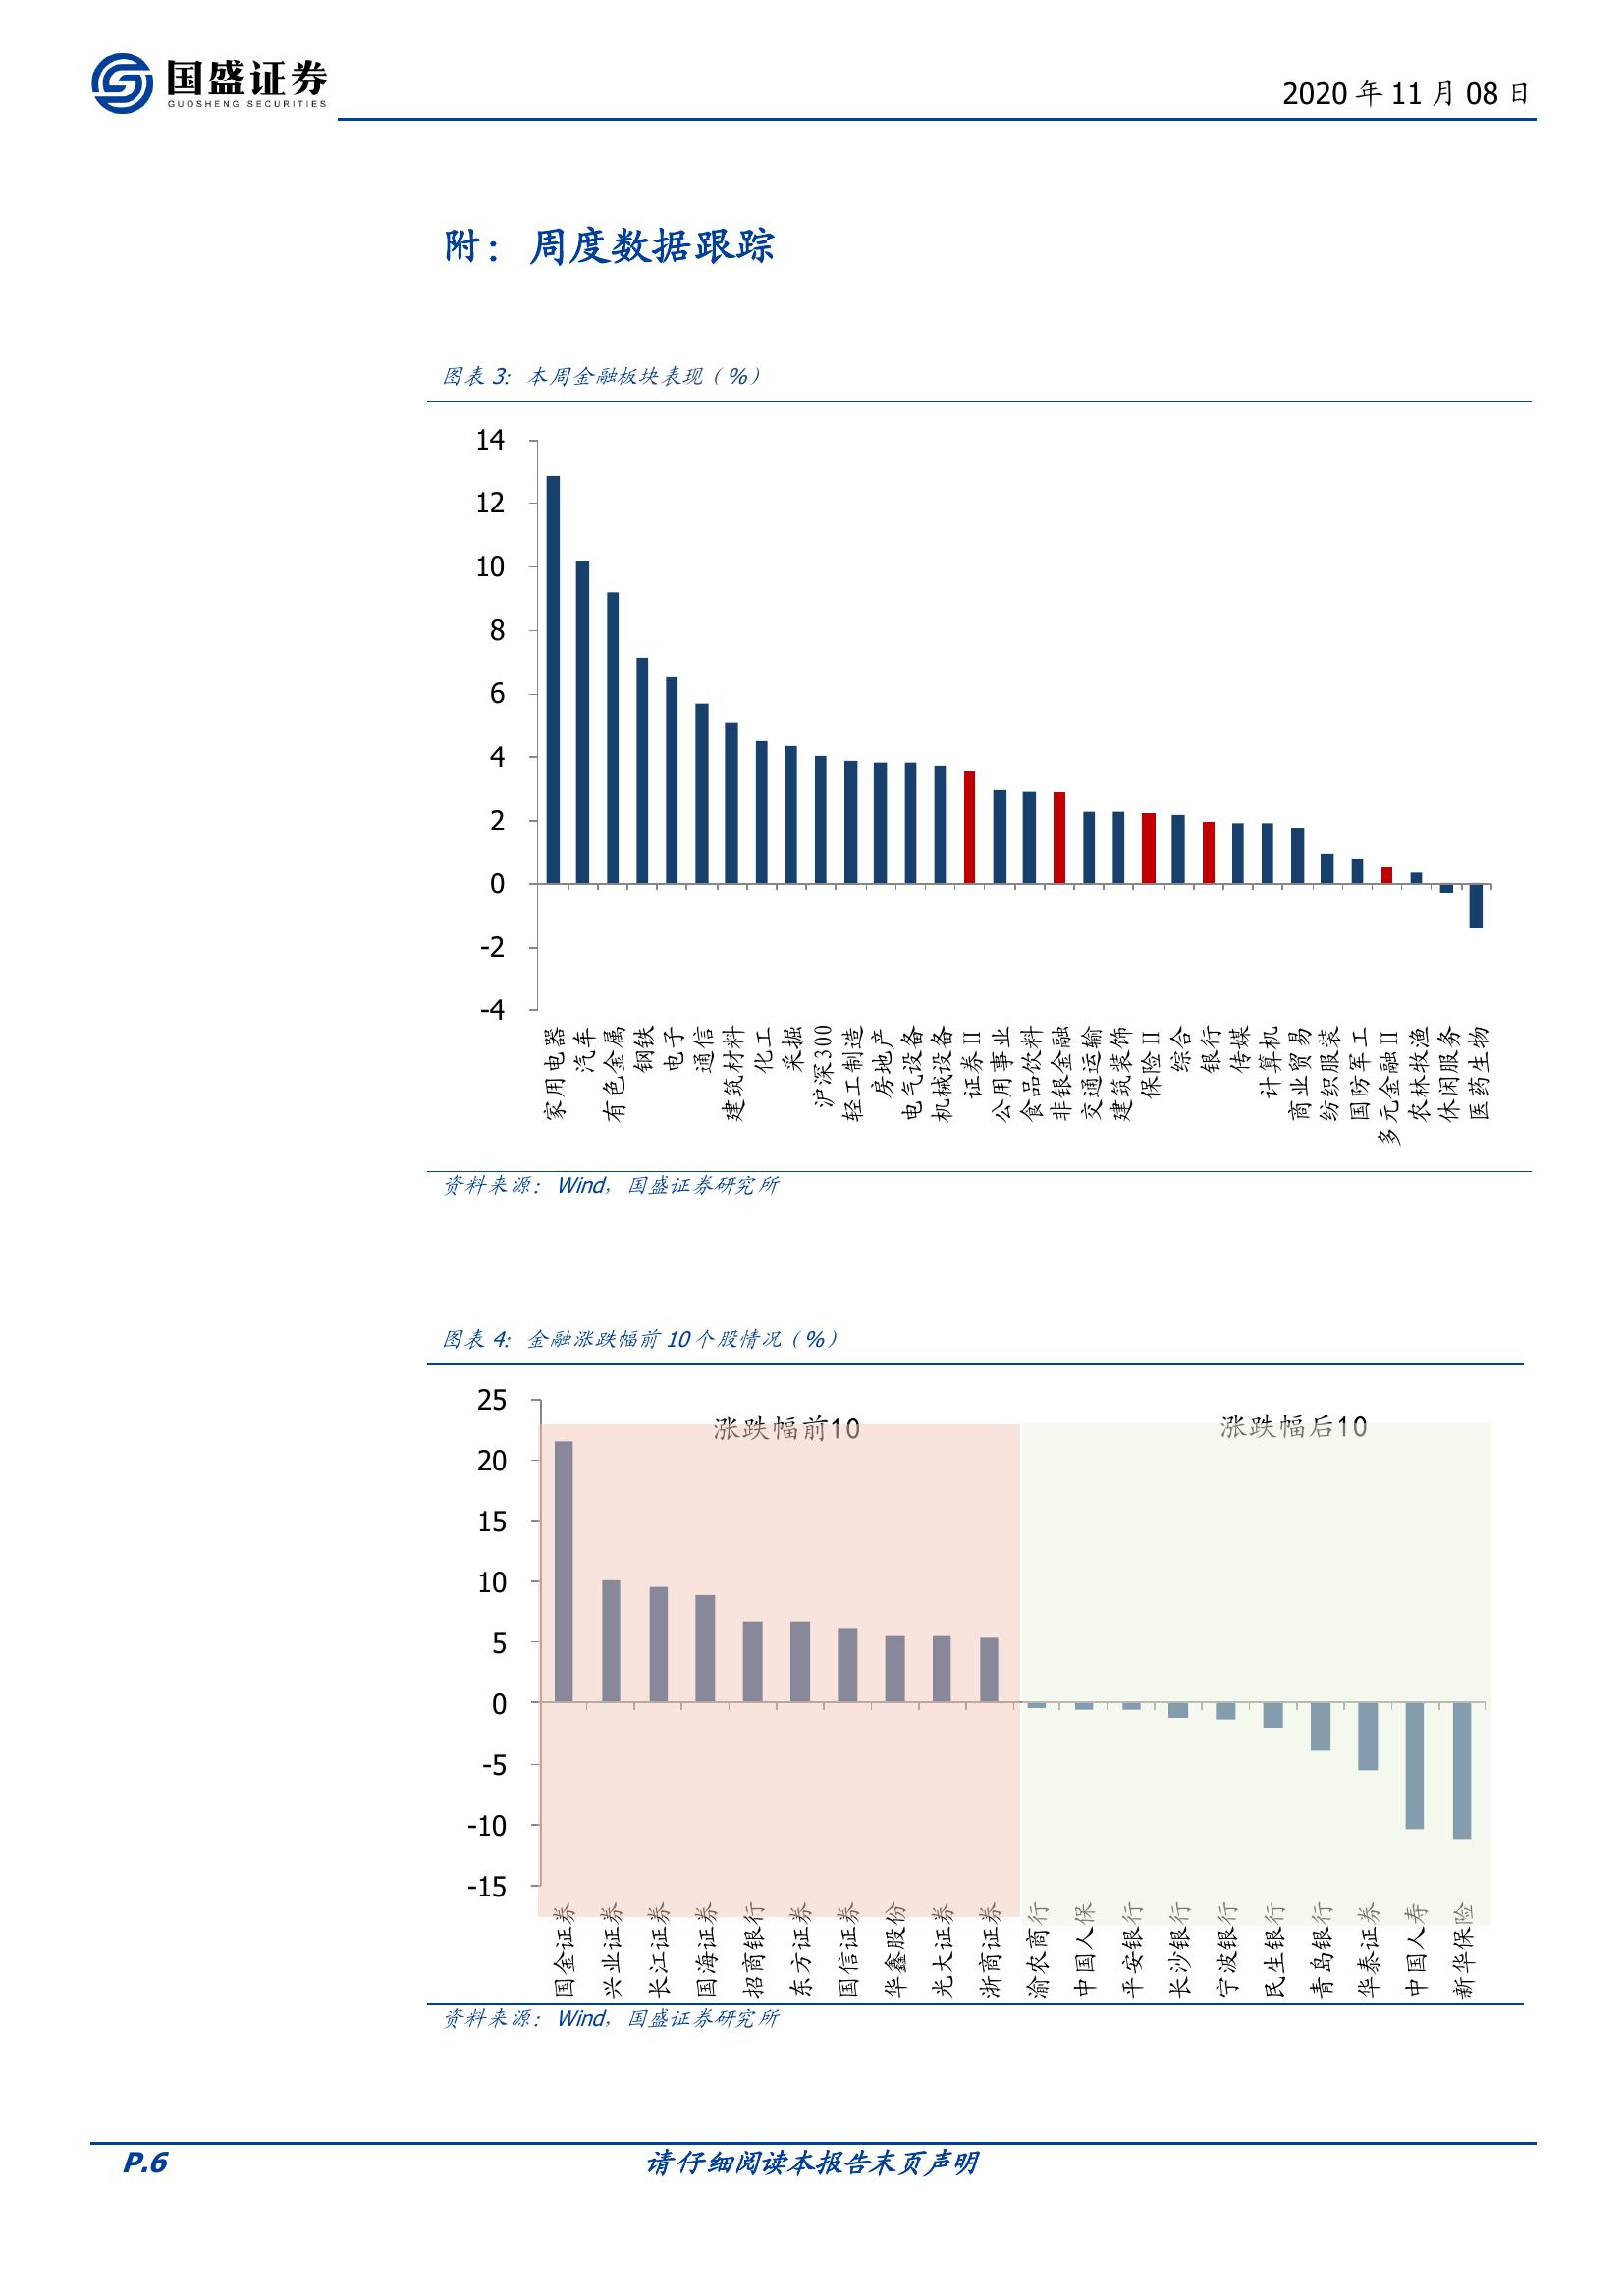 国盛证券
GUOSHENG SECURITIES
2020 年 11 月 08 日
附：周度数据跟踪
图表 3：本周金融板块表现（%）
14
12
10
8
6
4
2
0
-2
-4
家用电器
汽车
有色金属
钢铁
电子
通信
建筑材料
化工
采掘
沪深300
轻工制造
房地产
电气设备
机械设备
证券II
公用事业
食品饮料
非银金融
交通运输
建筑装饰
保险II
综合
银行
传媒
计算机
商业贸易
纺织服装
国防军工
多元金融II
农林牧渔
休闲服务
医药生物
资料来源：Wind，国盛证券研究所
图表 4：金融涨跌幅前 10 个股情况（%）
25
20
15
10
5
0
-5
-10
-15
涨跌幅前10
涨跌幅后10
国金证券
兴业证券
长江证券
国海证券
招商银行
东方证券
国信证券
华鑫股份
光大证券
浙商证券
渝农商行
中国人保
平安银行
长沙银行
宁波银行
民生银行
青岛银行
华泰证券
中国人寿
新华保险
资料来源：Wind，国盛证券研究所
P.6
请仔细阅读本报告末页声明